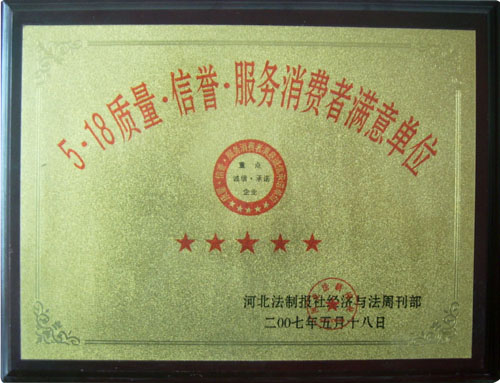 5·18质量·信誉·服务消费者满意单位
重点
诚信·承诺
企业
河北法制报社经济与法周刊部
二00七年五月十八日